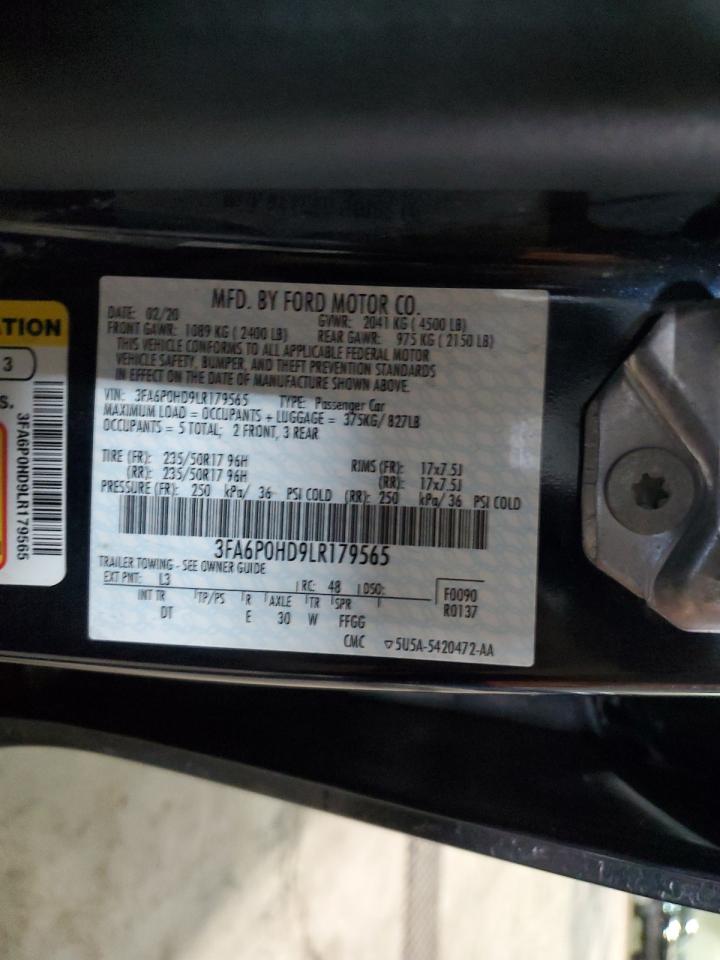 MFD. BY FORD MOTOR CO.
DATE: 02/20 GVWR: 2041 KG ( 4500 LB)
FRONT GAWR: 1089 KG ( 2400 LB) REAR GAWR: 975 KG ( 2150 LB)
THIS VEHICLE CONFORMS TO ALL APPLICABLE FEDERAL MOTOR
VEHICLE SAFETY, BUMPER, AND THEFT PREVENTION STANDARDS
IN EFFECT ON THE DATE OF MANUFACTURE SHOWN ABOVE.
VIN: 3FA6P0HD9LR179565 TYPE: Passenger Car
MAXIMUM LOAD = OCCUPANTS + LUGGAGE = 375KG/ 827LB
OCCUPANTS = 5 TOTAL; 2 FRONT, 3 REAR
TIRE (FR): 235/50R17 96H RIMS (FR): 17x7.5J
(RR): 235/50R17 96H (RR): 17x7.5J
PRESSURE (FR): 250 kPa/ 36 PSI COLD (RR): 250 kPa/ 36 PSI COLD
3FA6P0HD9LR179565
TRAILER TOWING - SEE OWNER GUIDE
EXT PNT: L3 RC: 48 DSO: F0090
INT TR TP/PS R AXLE TR SPR R0137
DT E 30 W FFGG
CMC ▽5U5A-5420472-AA
ATION
3
S.
3FA6P0HD9LR179565